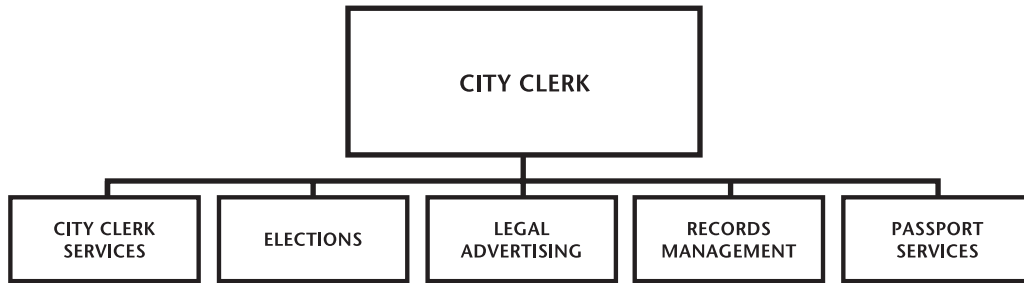 CITY CLERK
CITY CLERK
SERVICES
ELECTIONS
LEGAL
ADVERTISING
RECORDS
MANAGEMENT
PASSPORT
SERVICES